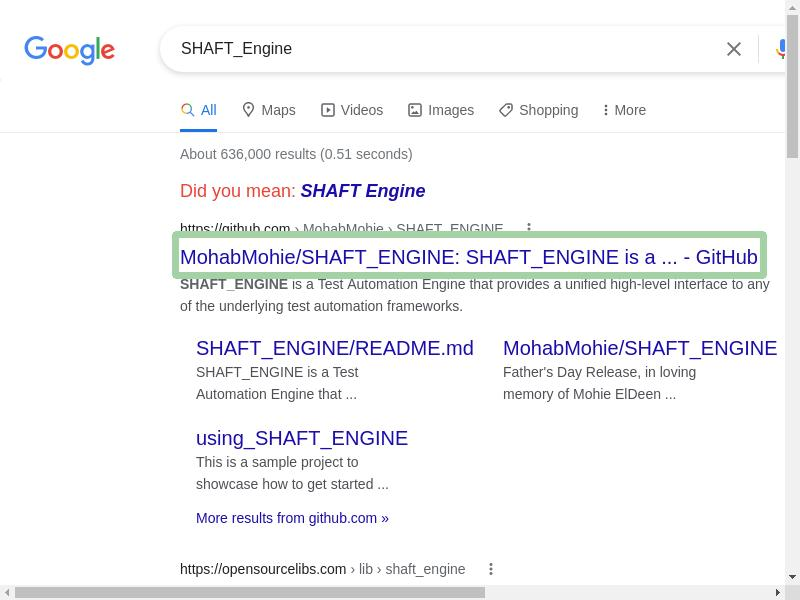 Google
SHAFT_Engine
All Maps Videos Images Shopping More
About 636,000 results (0.51 seconds)
Did you mean: SHAFT Engine
https://github.com › MohabMohie › SHAFT_ENGINE
MohabMohie/SHAFT_ENGINE: SHAFT_ENGINE is a ... - GitHub
SHAFT_ENGINE is a Test Automation Engine that provides a unified high-level interface to any
of the underlying test automation frameworks.
SHAFT_ENGINE/README.md
SHAFT_ENGINE is a Test
Automation Engine that ...
MohabMohie/SHAFT_ENGINE
Father's Day Release, in loving
memory of Mohie ElDeen ...
using_SHAFT_ENGINE
This is a sample project to
showcase how to get started ...
More results from github.com »
https://opensourcelibs.com › lib › shaft_engine